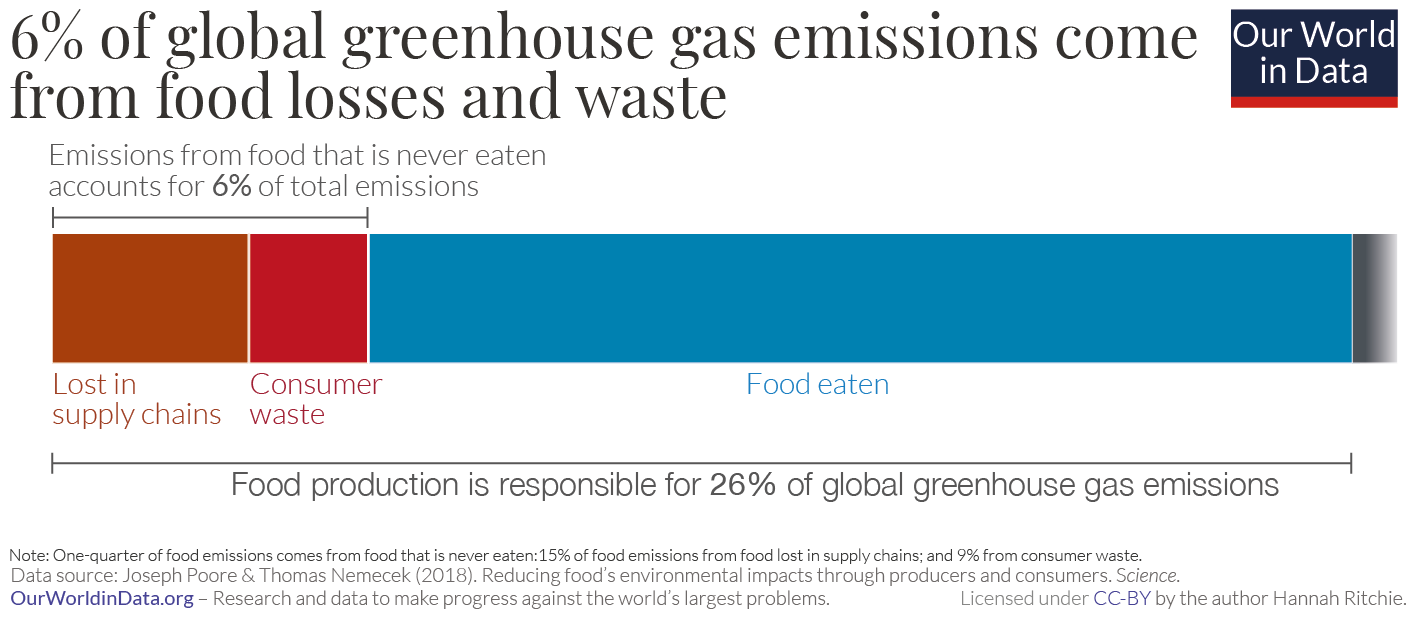 6% of global greenhouse gas emissions come
from food losses and waste
Our World
in Data
Emissions from food that is never eaten
accounts for 6% of total emissions
Lost in
supply chains
Consumer
waste
Food eaten
Food production is responsible for 26% of global greenhouse gas emissions
Note: One-quarter of food emissions comes from food that is never eaten:15% of food emissions from food lost in supply chains; and 9% from consumer waste.
Data source: Joseph Poore & Thomas Nemecek (2018). Reducing food's environmental impacts through producers and consumers. Science.
OurWorldinData.org – Research and data to make progress against the world's largest problems.
Licensed under CC-BY by the author Hannah Ritchie.